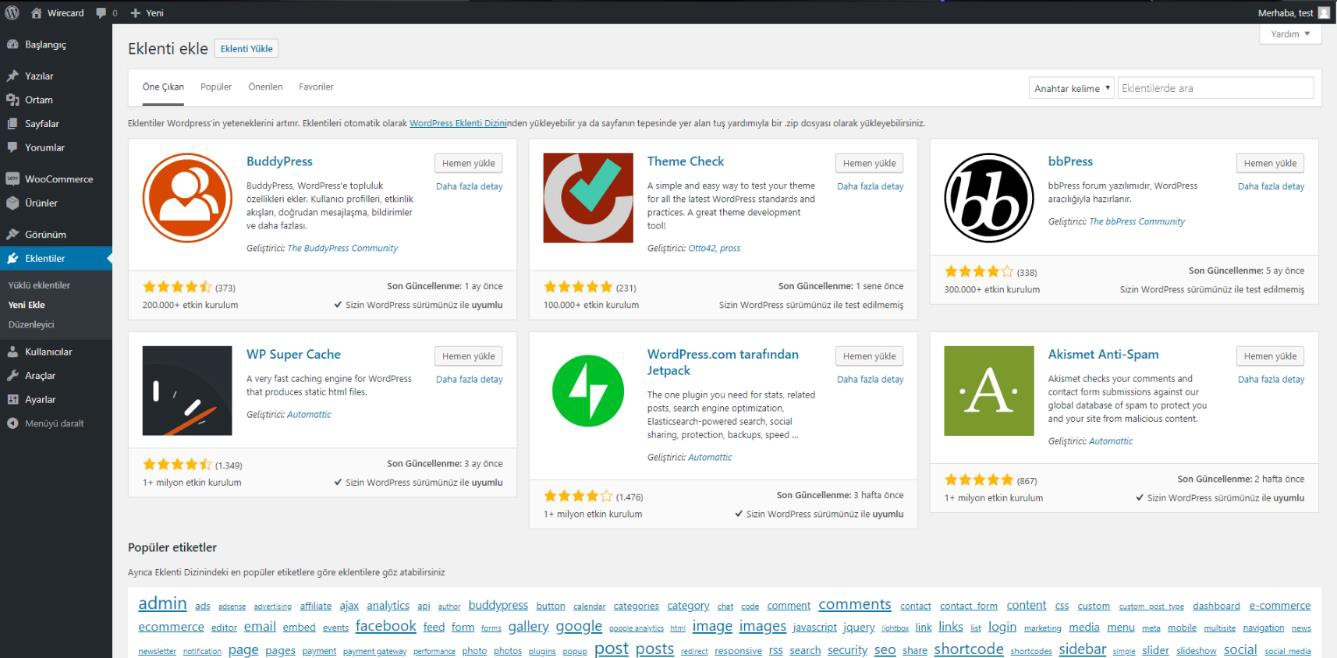 Wirecard 0 Yeni Merhaba, test
Başlangıç
Yazılar
Ortam
Sayfalar
Yorumlar
WooCommerce
Ürünler
Görünüm
Eklentiler
Yüklü eklentiler
Yeni Ekle
Düzenleyici
Kullanıcılar
Araçlar
Ayarlar
Menüyü daralt
Yardım ▼
Eklenti ekle Eklenti Yükle
Öne Çıkan Popüler Önerilen Favoriler Anahtar kelime ▼ Eklentilerde ara
Eklentiler Wordpress'in yeteneklerini artırır. Eklentileri otomatik olarak WordPress Eklenti Dizininden yükleyebilir ya da sayfanın tepesinde yer alan tuş yardımıyla bir .zip dosyası olarak yükleyebilirsiniz.
BuddyPress
Hemen yükle
Daha fazla detay
BuddyPress, WordPress'e topluluk
özellikleri ekler. Kullanıcı profilleri, etkinlik
akışları, doğrudan mesajlaşma, bildirimler
ve daha fazlası.
Geliştirici: The BuddyPress Community
(373) Son Güncellenme: 1 ay önce
200.000+ etkin kurulum ✓ Sizin WordPress sürümünüz ile uyumlu
Theme Check
Hemen yükle
Daha fazla detay
A simple and easy way to test your theme
for all the latest WordPress standards and
practices. A great theme development
tool!
Geliştirici: Otto42, pross
(231) Son Güncellenme: 1 sene önce
100.000+ etkin kurulum Sizin WordPress sürümünüz ile test edilmemiş
bb
bbPress
Hemen yükle
Daha fazla detay
bbPress forum yazılımıdır, WordPress
aracılığıyla hazırlanır.
Geliştirici: The bbPress Community
(338) Son Güncellenme: 5 ay önce
300.000+ etkin kurulum Sizin WordPress sürümünüz ile test edilmemiş
WP Super Cache
Hemen yükle
Daha fazla detay
A very fast caching engine for WordPress
that produces static html files.
Geliştirici: Automattic
(1.349) Son Güncellenme: 3 ay önce
1+ milyon etkin kurulum ✓ Sizin WordPress sürümünüz ile uyumlu
WordPress.com tarafından
Jetpack
Hemen yükle
Daha fazla detay
The one plugin you need for stats, related
posts, search engine optimization,
Elasticsearch-powered search, social
sharing, protection, backups, speed ...
Geliştirici: Automattic
(1.476) Son Güncellenme: 3 hafta önce
1+ milyon etkin kurulum ✓ Sizin WordPress sürümünüz ile uyumlu
·A·
Akismet Anti-Spam
Hemen yükle
Daha fazla detay
Akismet checks your comments and
contact form submissions against our
global database of spam to protect you
and your site from malicious content.
Geliştirici: Automattic
(867) Son Güncellenme: 2 hafta önce
1+ milyon etkin kurulum ✓ Sizin WordPress sürümünüz ile uyumlu
Popüler etiketler
Ayrıca Eklenti Dizinindeki en popüler etiketlere göre eklentilere göz atabilirsiniz
admin ads adsense advertising affiliate ajax analytics api author buddypress button calendar categories category chat code comment comments contact contact form content css custom custom post type dashboard e-commerce
ecommerce editor email embed events facebook feed form forms gallery google google analytics html image images javascript jquery lightbox link links list login marketing media menu meta mobile multisite navigation news
newsletter notification page pages payment payment gateway performance photo photos plugins popup post posts redirect responsive rss search security seo share shortcode shortcodes sidebar simple slider slideshow social social media